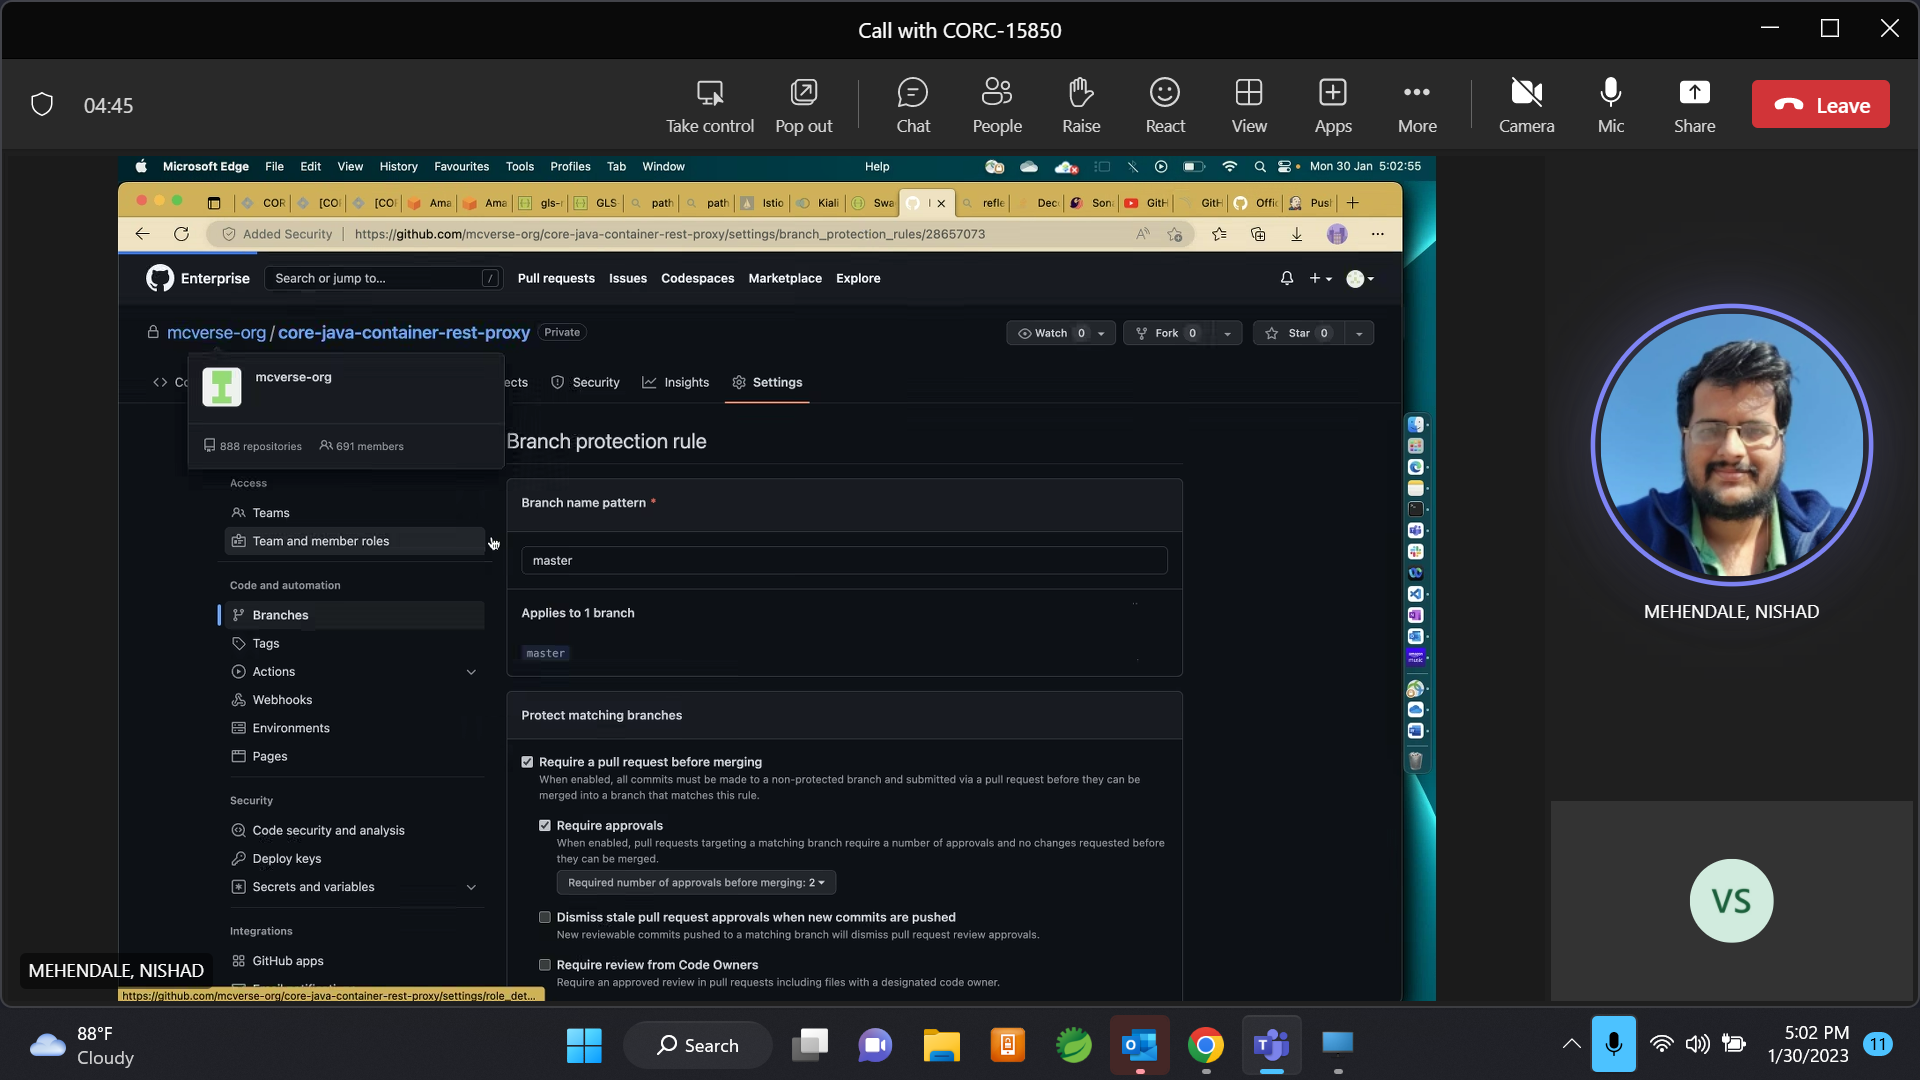 Call with CORC-15850
04:45
Take control
Pop out
Chat
People
Raise
React
View
Apps
More
Camera
Mic
Share
Leave
Microsoft Edge File Edit View History Favourites Tools Profiles Tab Window Help Mon 30 Jan 5:02:55
COR [COI [COI Ama Ama gls- GLS path path Istio Kiali Swa refle Dec Son GitH GitH Offic Pusl
Added Security https://github.com/mcverse-org/core-java-container-rest-proxy/settings/branch_protection_rules/28657073
Enterprise Search or jump to... / Pull requests Issues Codespaces Marketplace Explore
mcverse-org / core-java-container-rest-proxy Private
Watch 0 Fork 0 Star 0
<> Co ects Security Insights Settings
mcverse-org
888 repositories 691 members
Access
Teams
Team and member roles
Code and automation
Branches
Tags
Actions
Webhooks
Environments
Pages
Security
Code security and analysis
Deploy keys
Secrets and variables
Integrations
GitHub apps
Branch protection rule
Branch name pattern *
master
Applies to 1 branch
master
Protect matching branches
Require a pull request before merging
When enabled, all commits must be made to a non-protected branch and submitted via a pull request before they can be
merged into a branch that matches this rule.
Require approvals
When enabled, pull requests targeting a matching branch require a number of approvals and no changes requested before
they can be merged.
Required number of approvals before merging: 2
Dismiss stale pull request approvals when new commits are pushed
New reviewable commits pushed to a matching branch will dismiss pull request review approvals.
Require review from Code Owners
Require an approved review in pull requests including files with a designated code owner.
https://github.com/mcverse-org/core-java-container-rest-proxy/settings/role_det...
MEHENDALE, NISHAD
MEHENDALE, NISHAD
VS
88°F
Cloudy
Search
5:02 PM
1/30/2023
11